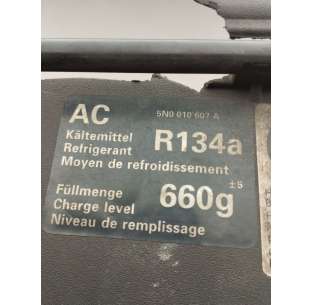 AC 5N0 010 607 A
Kältemittel
Refrigerant R134a
Moyen de refroidissement
Füllmenge
Charge level 660g ±5
Niveau de remplissage